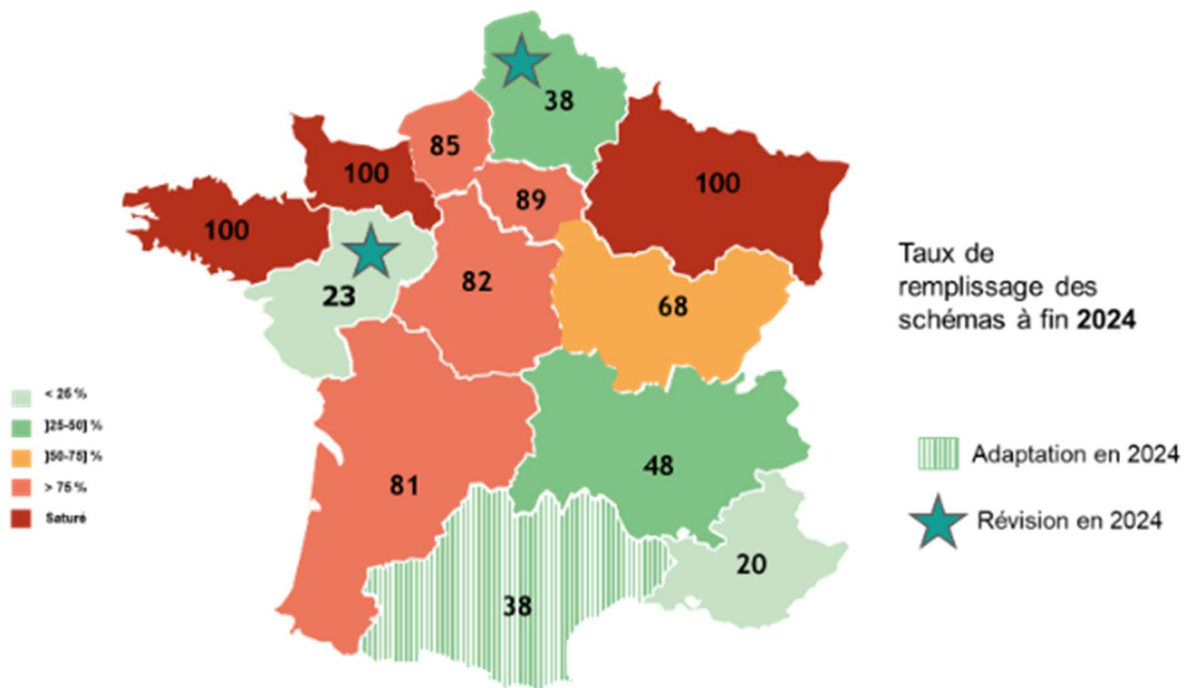 38
85
100
100
89
100
23
82
68
81
48
38
20
Taux de
remplissage des
schémas à fin 2024
< 25 %
]25-50] %
]50-75] %
> 75 %
Saturé
Adaptation en 2024
Révision en 2024